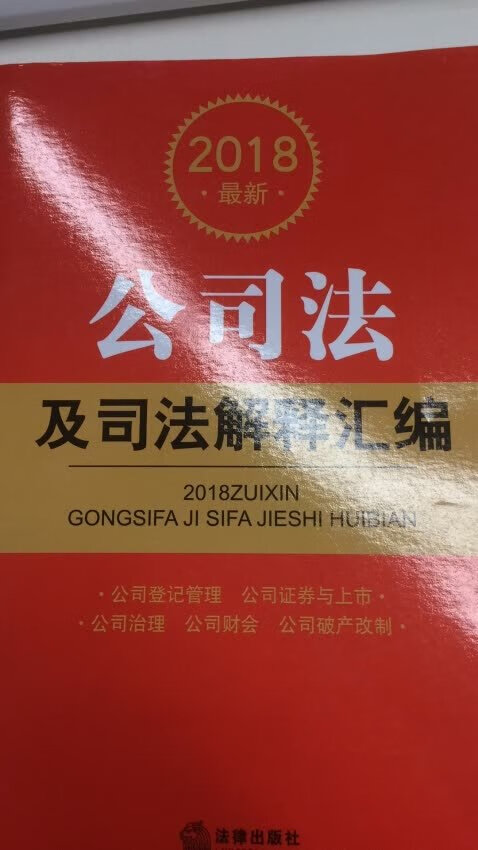 2018
·最新·
公司法
及司法解释汇编
2018ZUIXIN
GONGSIFA JI SIFA JIESHI HUIBIAN
·公司登记管理 公司证券与上市·
·公司治理 公司财会 公司破产改制·
法律出版社